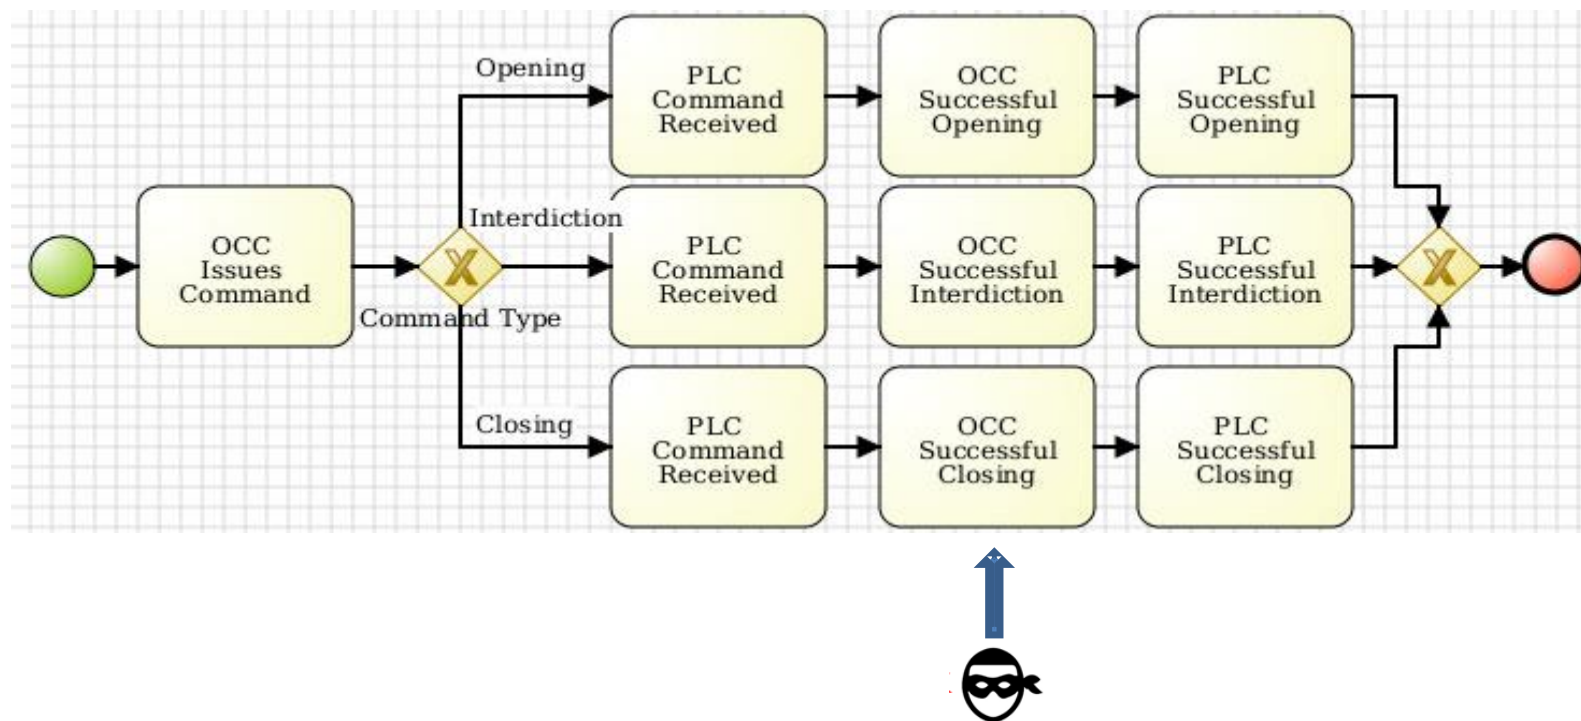 OCC
Issues
Command
Command Type
Opening
PLC
Command
Received
OCC
Successful
Opening
PLC
Successful
Opening
Interdiction
PLC
Command
Received
OCC
Successful
Interdiction
PLC
Successful
Interdiction
Closing
PLC
Command
Received
OCC
Successful
Closing
PLC
Successful
Closing